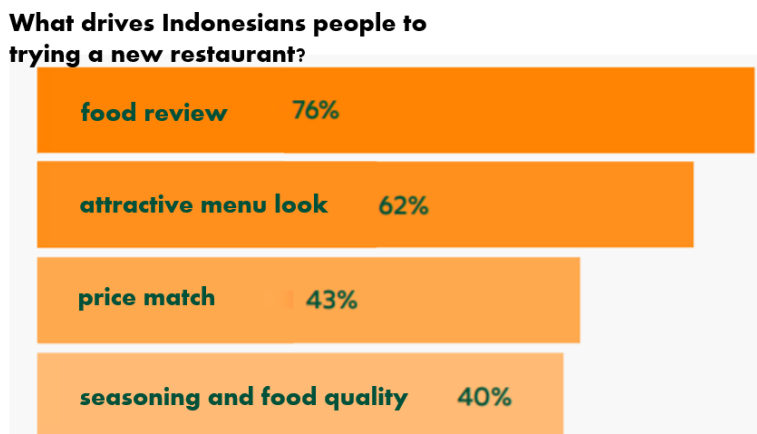 What drives Indonesians people to
trying a new restaurant?
food review 76%
attractive menu look 62%
price match 43%
seasoning and food quality 40%